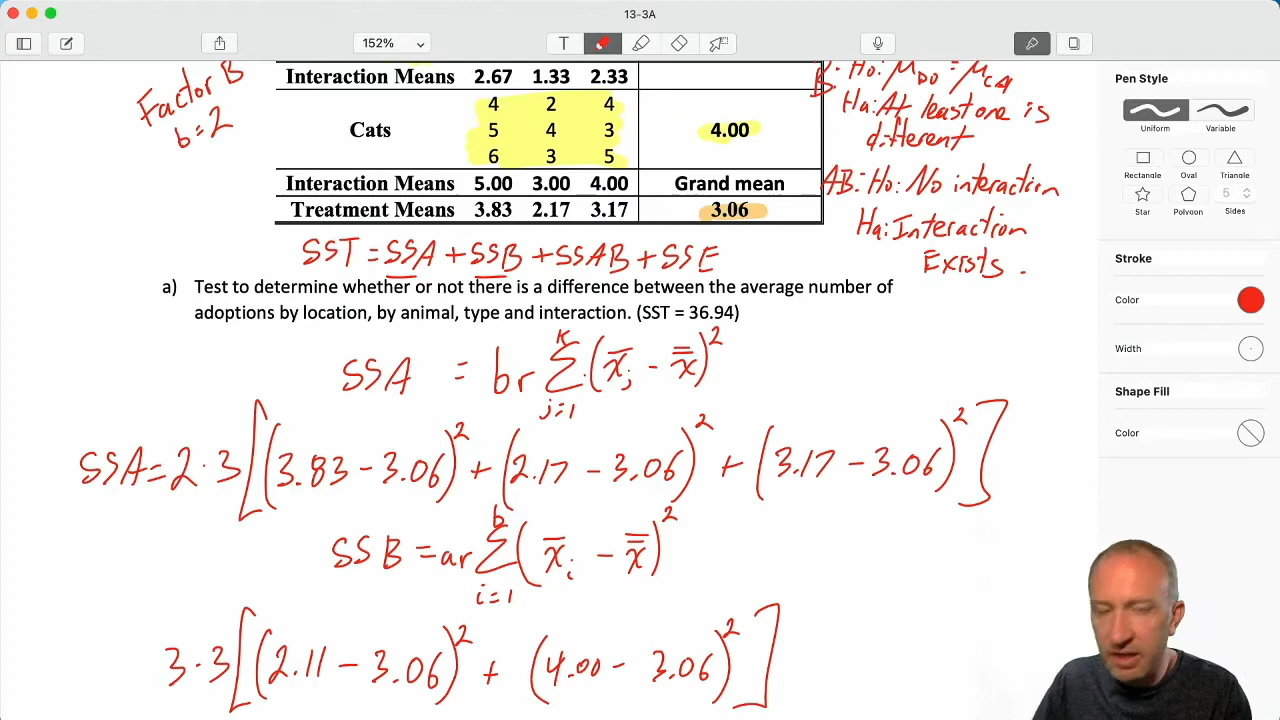 13-3A
152%
T
Factor B
b=2
Interaction Means 2.67 1.33 2.33
4 2 4
Cats 5 4 3 4.00
6 3 5
Interaction Means 5.00 3.00 4.00 Grand mean
Treatment Means 3.83 2.17 3.17 3.06
B: Ho: μDO = μCA
Ha: At least one is
different
AB: Ho: No interaction
Ha: Interaction
Exists.
SST = SSA + SSB + SSAB + SSE
a) Test to determine whether or not there is a difference between the average number of
adoptions by location, by animal, type and interaction. (SST = 36.94)
SSA = br Σ j=1 k (x̄j - x̿)²
SSA = 2·3[(3.83 - 3.06)² + (2.17 - 3.06)² + (3.17 - 3.06)²]
SSB = ar Σ i=1 b (x̄i - x̿)²
3·3[(2.11 - 3.06)² + (4.00 - 3.06)²]
Pen Style
Uniform Variable
Rectangle Oval Triangle
5
Star Polygon Sides
Stroke
Color
Width
Shape Fill
Color